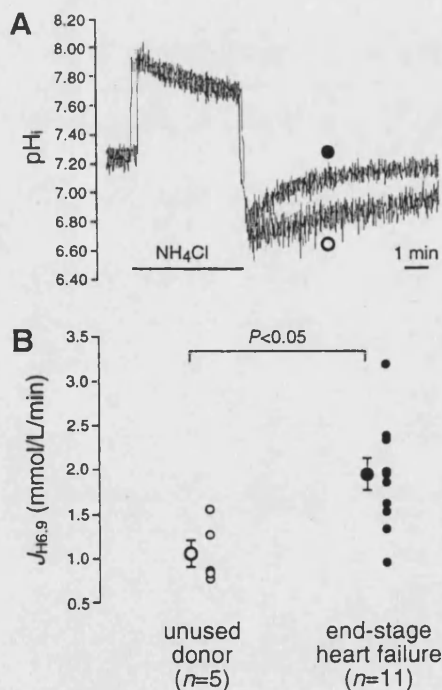 A
8.20
8.00
7.80
7.60
7.40
7.20
7.00
6.80
6.60
6.40
pHi
NH4Cl
1 min
B
3.5
3.0
2.5
2.0
1.5
1.0
0.5
JH6.9 (mmol/L/min)
P<0.05
unused
donor
(n=5)
end-stage
heart failure
(n=11)